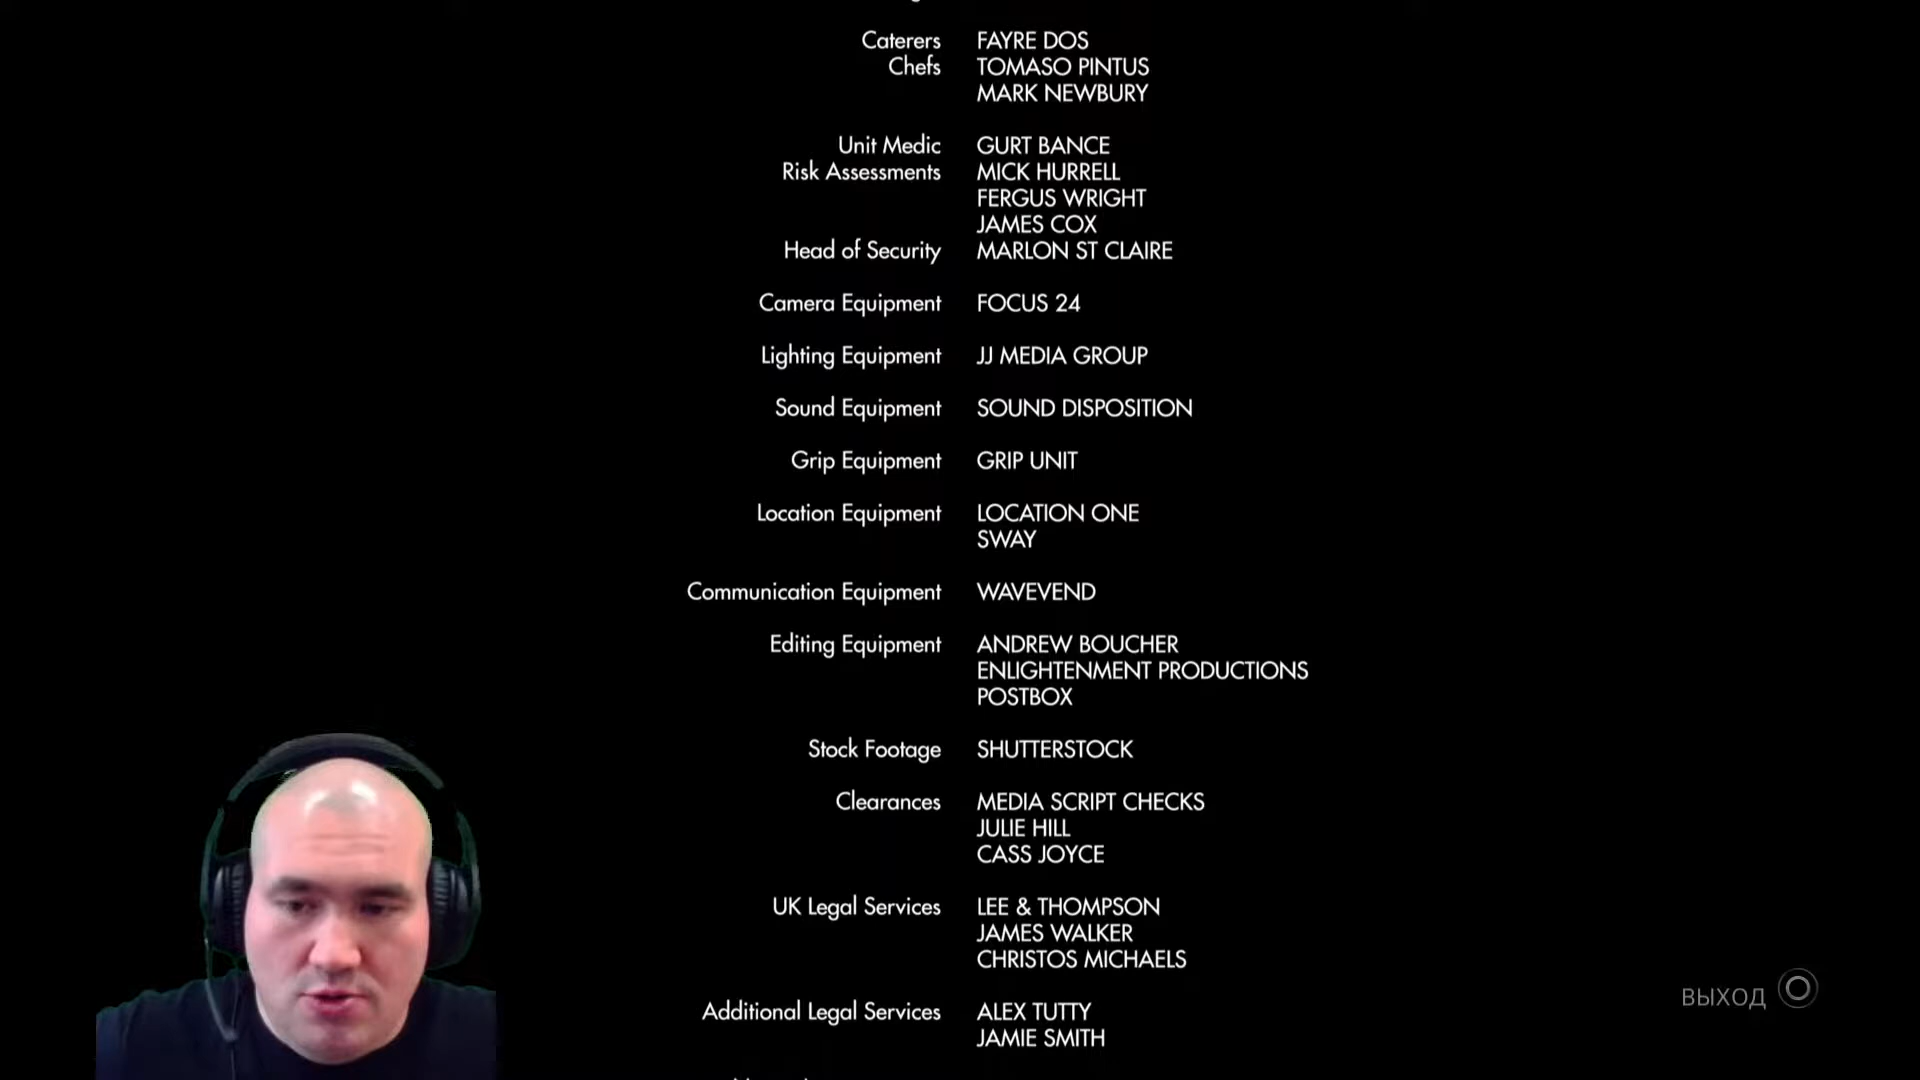 Caterers FAYRE DOS
Chefs TOMASO PINTUS
MARK NEWBURY
Unit Medic GURT BANCE
Risk Assessments MICK HURRELL
FERGUS WRIGHT
JAMES COX
Head of Security MARLON ST CLAIRE
Camera Equipment FOCUS 24
Lighting Equipment JJ MEDIA GROUP
Sound Equipment SOUND DISPOSITION
Grip Equipment GRIP UNIT
Location Equipment LOCATION ONE
SWAY
Communication Equipment WAVEVEND
Editing Equipment ANDREW BOUCHER
ENLIGHTENMENT PRODUCTIONS
POSTBOX
Stock Footage SHUTTERSTOCK
Clearances MEDIA SCRIPT CHECKS
JULIE HILL
CASS JOYCE
UK Legal Services LEE & THOMPSON
JAMES WALKER
CHRISTOS MICHAELS
Additional Legal Services ALEX TUTTY
JAMIE SMITH
ВЫХОД